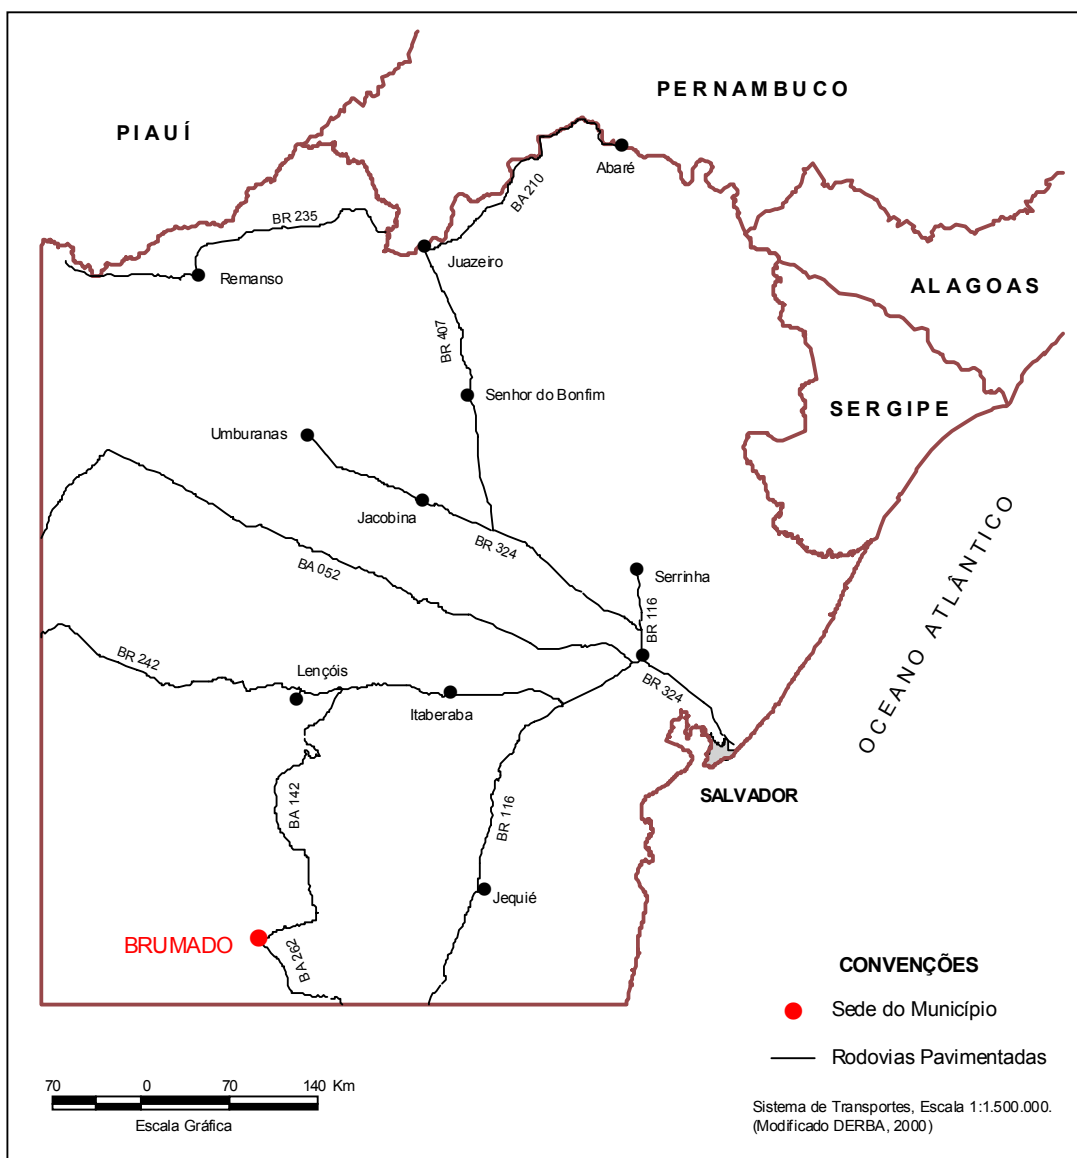 PERNAMBUCO
PIAUÍ
Abaré
BA 210
BR 235
Juazeiro
Remanso
ALAGOAS
BR 407
Senhor do Bonfim
SERGIPE
Umburanas
Jacobina
BR 324
OCEANO ATLÂNTICO
BA 052
Serrinha
BR 116
BR 242
Lençóis
BR 324
Itaberaba
SALVADOR
BA 142
BR 116
Jequié
BRUMADO
BA 262
CONVENÇÕES
Sede do Município
Rodovias Pavimentadas
70 0 70 140 Km
Escala Gráfica
Sistema de Transportes, Escala 1:1.500.000.
(Modificado DERBA, 2000)